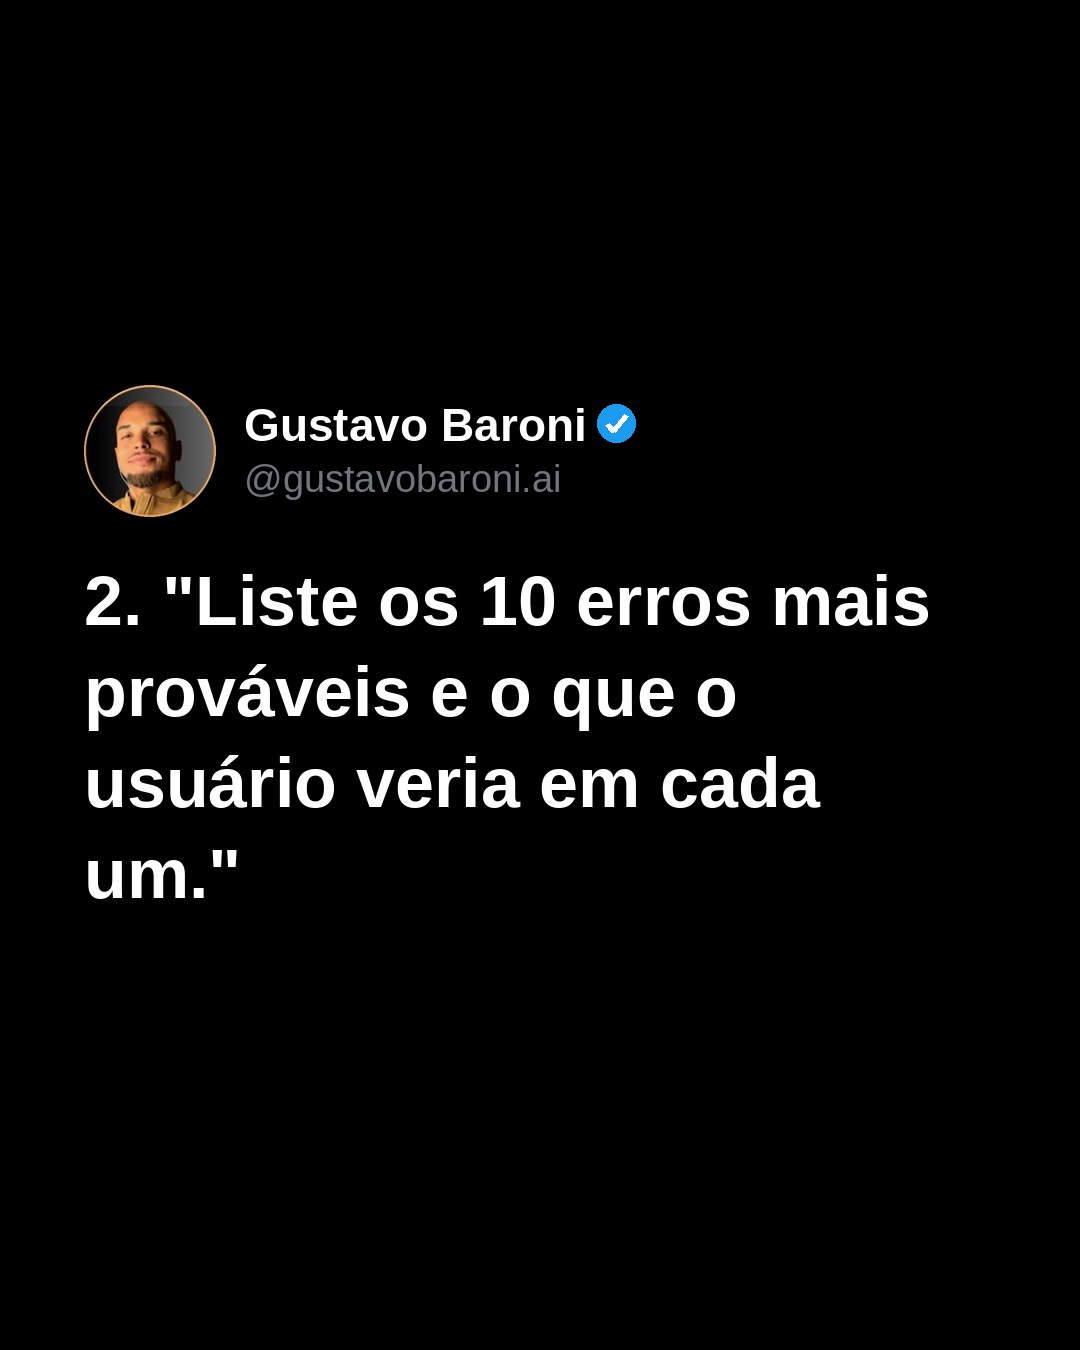 Gustavo Baroni
@gustavobaroni.ai
2. "Liste os 10 erros mais
prováveis e o que o
usuário veria em cada
um."